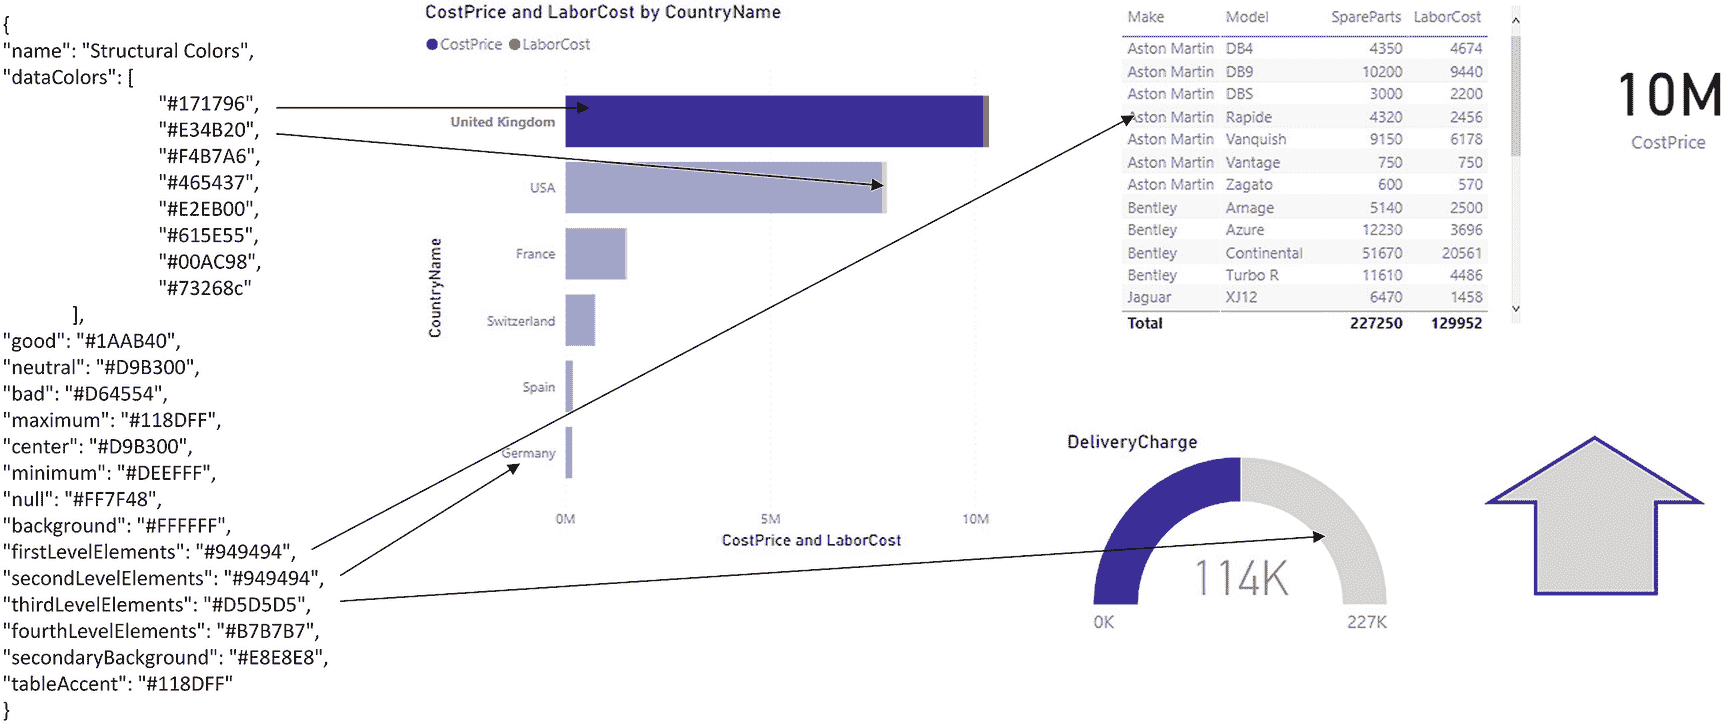 {
"name": "Structural Colors",
"dataColors": [
"#171796",
"#E34B20",
"#F4B7A6",
"#465437",
"#E2EB00",
"#615E55",
"#00AC98",
"#73268c"
],
"good": "#1AAB40",
"neutral": "#D9B300",
"bad": "#D64554",
"maximum": "#118DFF",
"center": "#D9B300",
"minimum": "#DEEFFF",
"null": "#FF7F48",
"background": "#FFFFFF",
"firstLevelElements": "#949494",
"secondLevelElements": "#949494",
"thirdLevelElements": "#D5D5D5",
"fourthLevelElements": "#B7B7B7",
"secondaryBackground": "#E8E8E8",
"tableAccent": "#118DFF"
}
CostPrice and LaborCost by CountryName
CostPrice LaborCost
CountryName
United Kingdom
USA
France
Switzerland
Spain
Germany
0M 5M 10M
CostPrice and LaborCost
Make Model SpareParts LaborCost
Aston Martin DB4 4350 4674
Aston Martin DB9 10200 9440
Aston Martin DBS 3000 2200
Aston Martin Rapide 4320 2456
Aston Martin Vanquish 9150 6178
Aston Martin Vantage 750 750
Aston Martin Zagato 600 570
Bentley Arnage 5140 2500
Bentley Azure 12230 3696
Bentley Continental 51670 20561
Bentley Turbo R 11610 4486
Jaguar XJ12 6470 1458
Total 227250 129952
10M
CostPrice
DeliveryCharge
114K
0K 227K